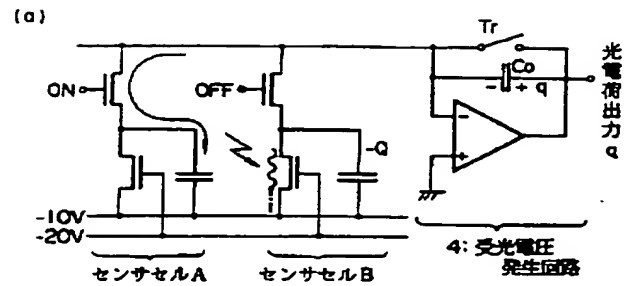 (a)
Tr
Co
- + q
ON
OFF
-Q
i
-
+
光電荷出力 q
-10V
-20V
センサセルA
センサセルB
4: 受光電圧
発生回路